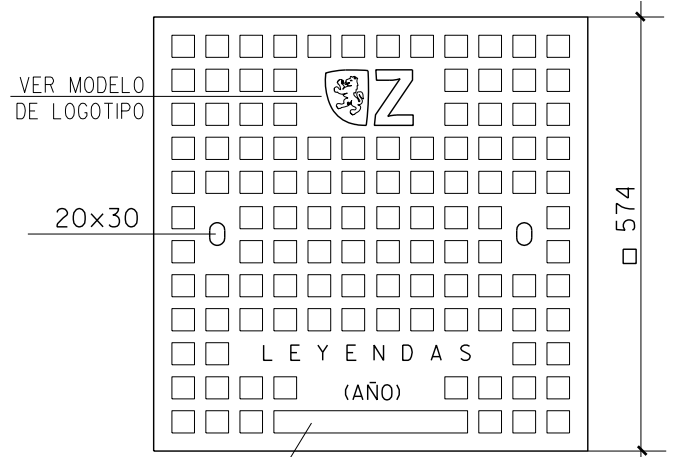 VER MODELO
DE LOGOTIPO
Z
20x30
□ 574
LEYENDAS
(AÑO)